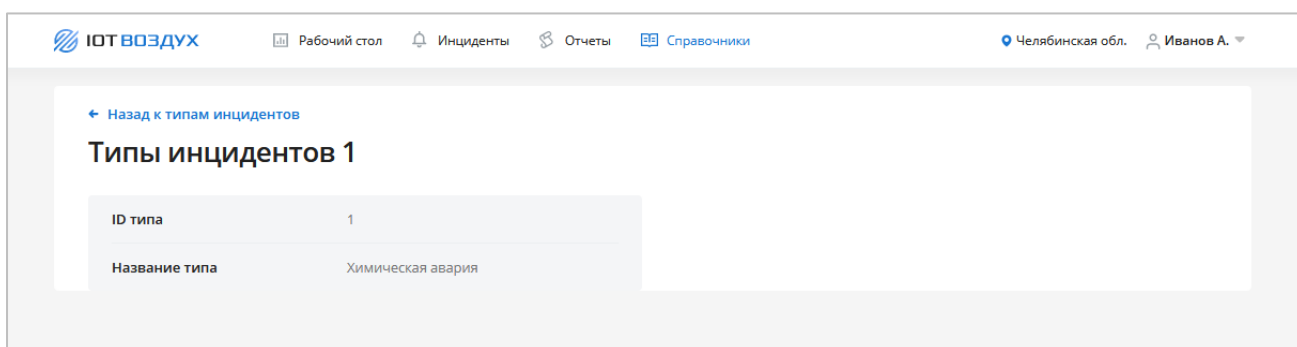 IOT ВОЗДУХ Рабочий стол Инциденты Отчеты Справочники Челябинская обл. Иванов А.
Назад к типам инцидентов
Типы инцидентов 1
ID типа 1
Название типа Химическая авария